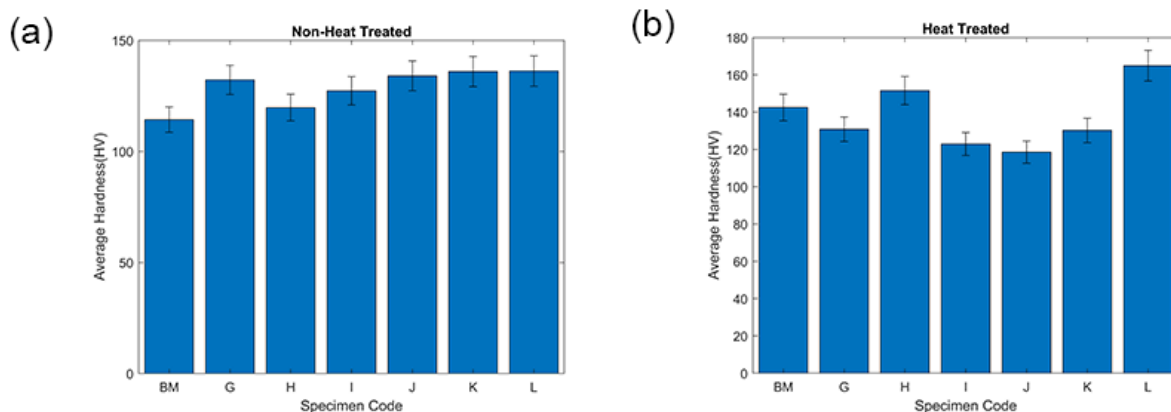 (a)
Non-Heat Treated
150
100
50
0
Average Hardness(HV)
BM G H I J K L
Specimen Code
(b)
Heat Treated
180
160
140
120
100
80
60
40
20
0
Average Hardness(HV)
BM G H I J K L
Specimen Code